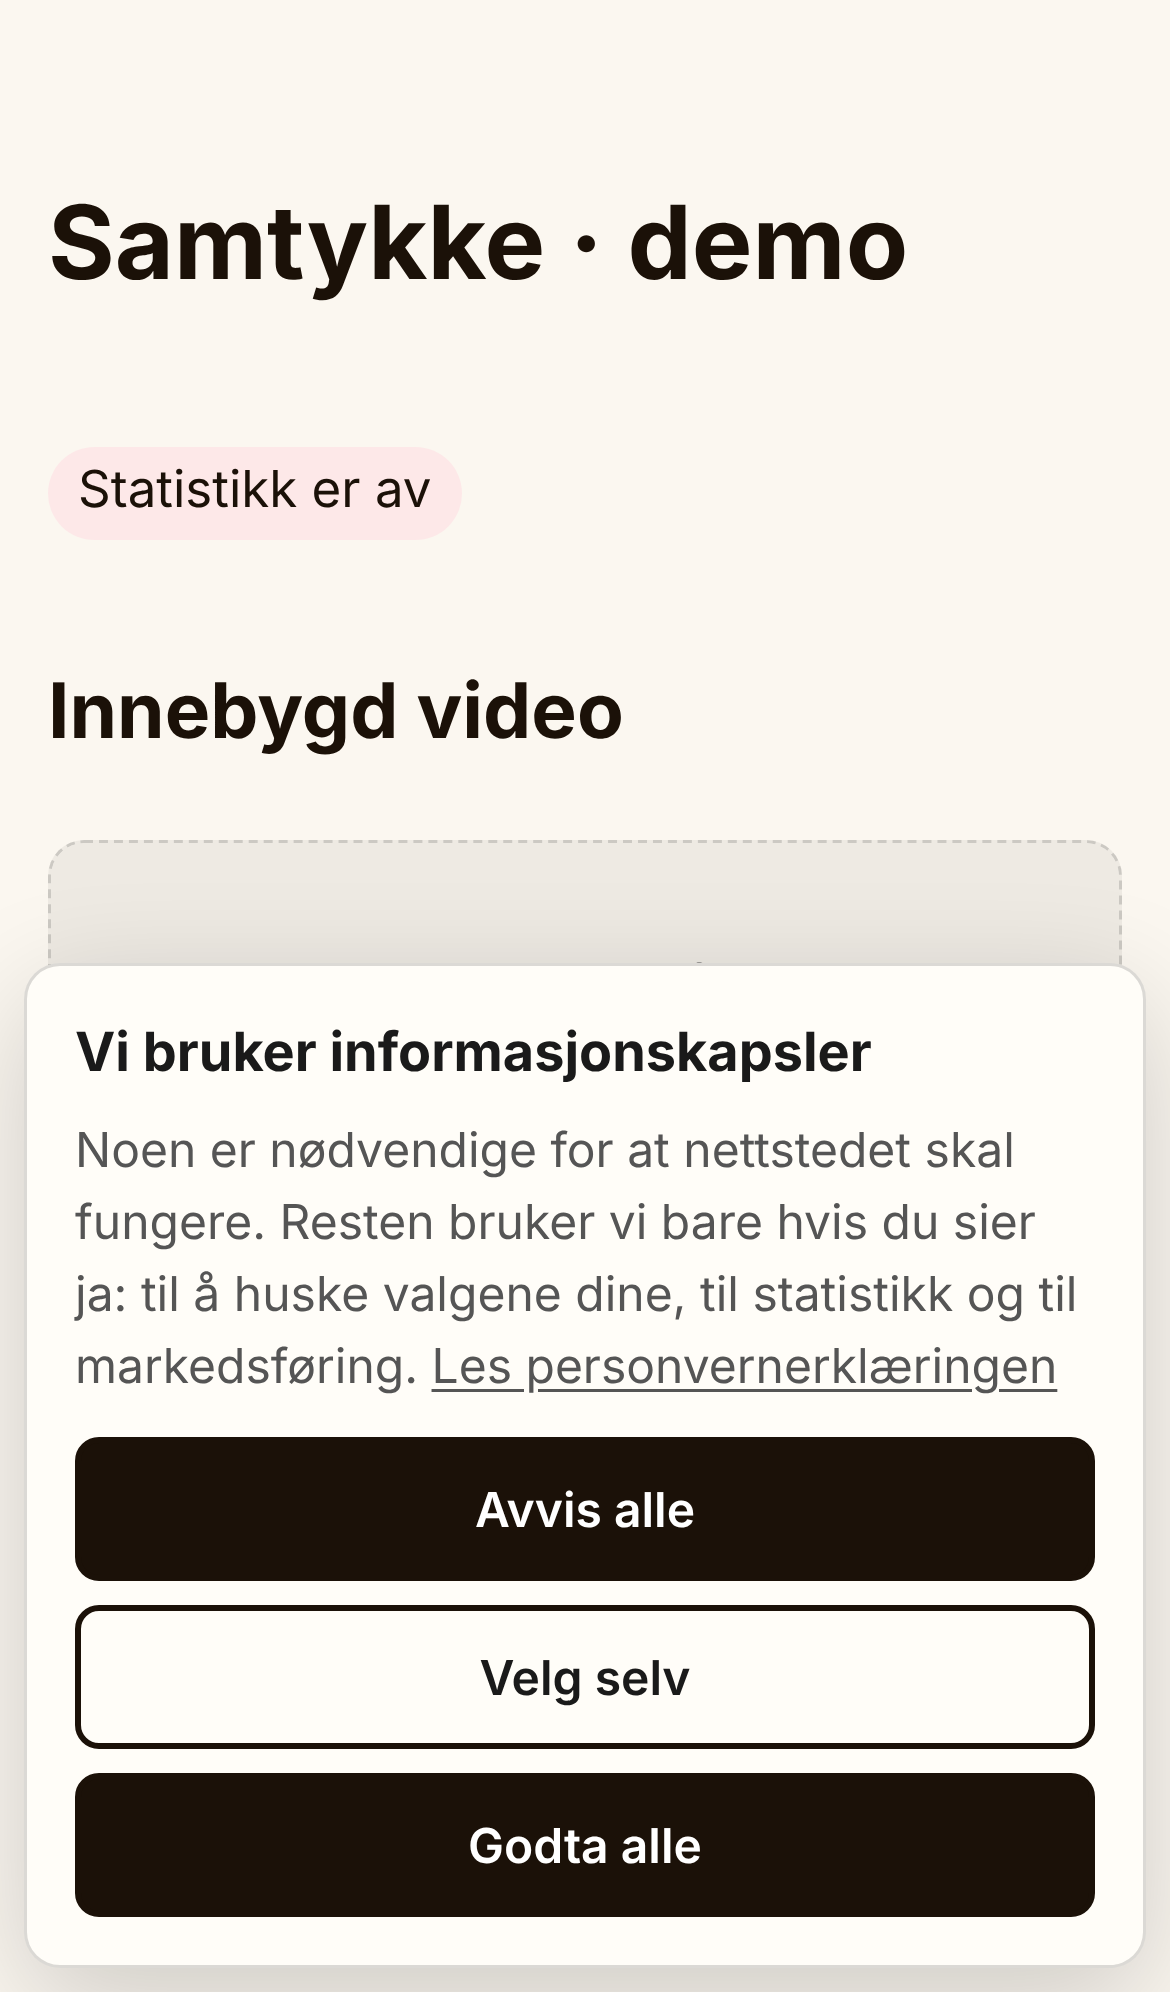 Samtykke · demo
Statistikk er av
Innebygd video
Vi bruker informasjonskapsler
Noen er nødvendige for at nettstedet skal
fungere. Resten bruker vi bare hvis du sier
ja: til å huske valgene dine, til statistikk og til
markedsføring. Les personvernerklæringen
Avvis alle
Velg selv
Godta alle